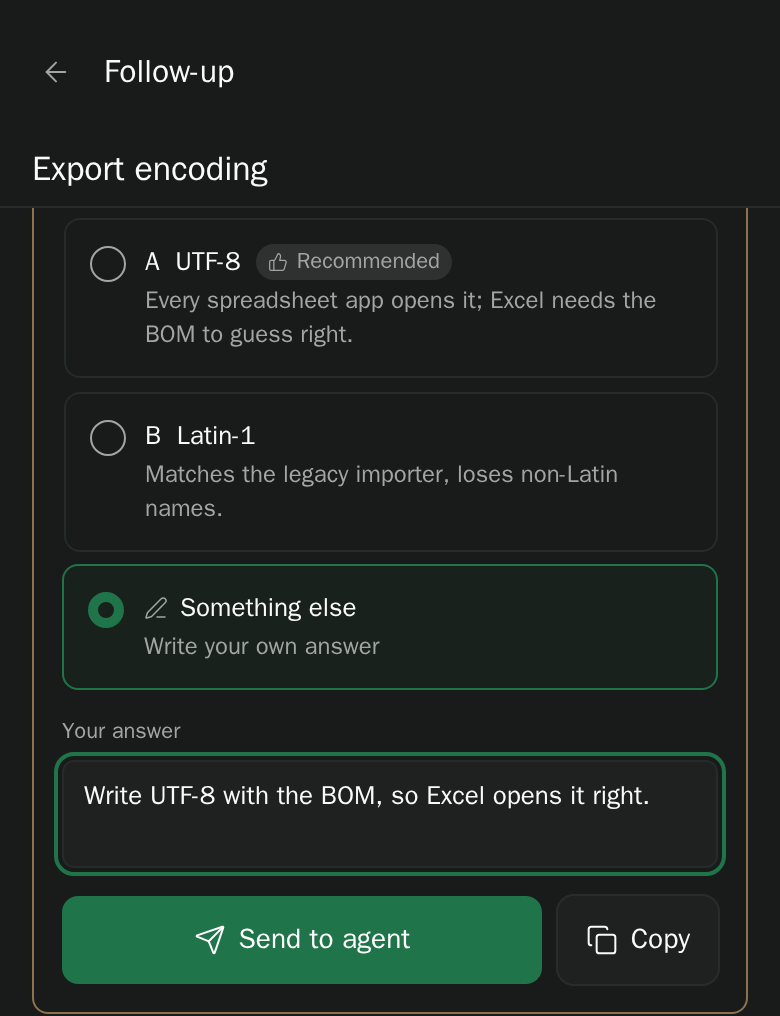 Follow-up
Export encoding
A UTF-8 Recommended
Every spreadsheet app opens it; Excel needs the
BOM to guess right.
B Latin-1
Matches the legacy importer, loses non-Latin
names.
Something else
Write your own answer
Your answer
Write UTF-8 with the BOM, so Excel opens it right.
Send to agent Copy